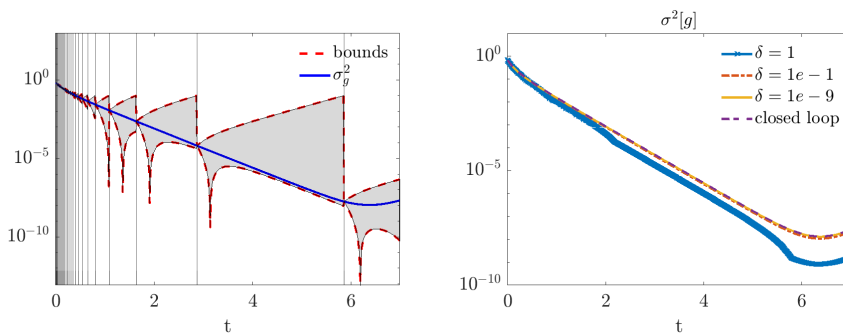 bounds
σ_g^2
10^0
10^-5
10^-10
0
2
4
6
t
σ^2[g]
δ = 1
δ = 1e − 1
δ = 1e − 9
closed loop
10^0
10^-5
10^-10
0
2
4
6
t